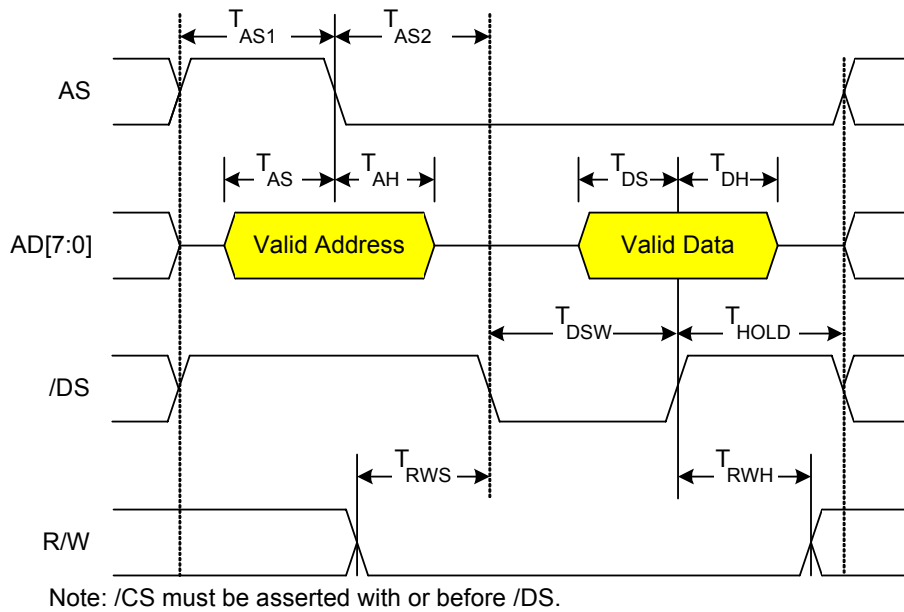 TAS1
TAS2
AS
TAS
TAH
TDS
TDH
AD[7:0]
Valid Address
Valid Data
TDSW
THOLD
/DS
TRWS
TRWH
R/W
Note: /CS must be asserted with or before /DS.